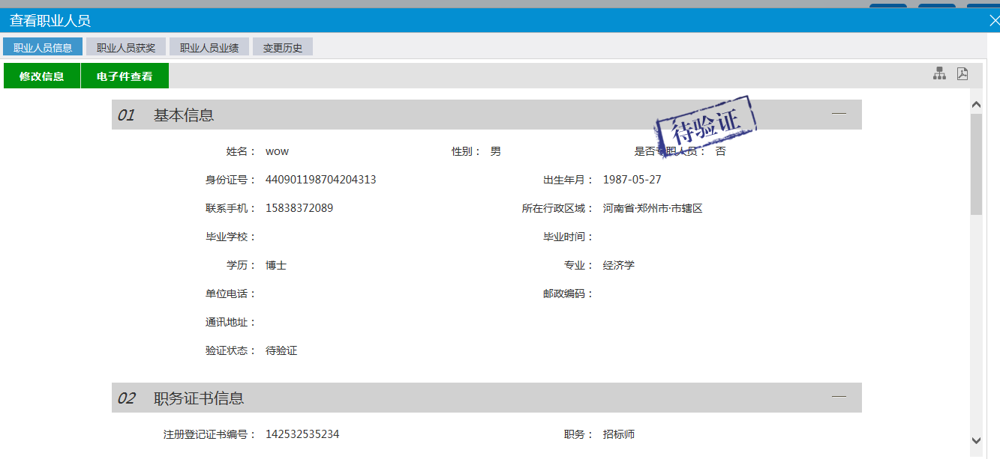 查看职业人员
职业人员信息 职业人员获奖 职业人员业绩 变更历史
修改信息 电子件查看
01 基本信息
待验证
姓名： wow 性别： 男 是否专职人员： 否
身份证号： 440901198704204313 出生年月： 1987-05-27
联系手机： 15838372089 所在行政区域： 河南省·郑州市·市辖区
毕业学校： 毕业时间：
学历： 博士 专业： 经济学
单位电话： 邮政编码：
通讯地址：
验证状态： 待验证
02 职务证书信息
注册登记证书编号： 142532535234 职务： 招标师